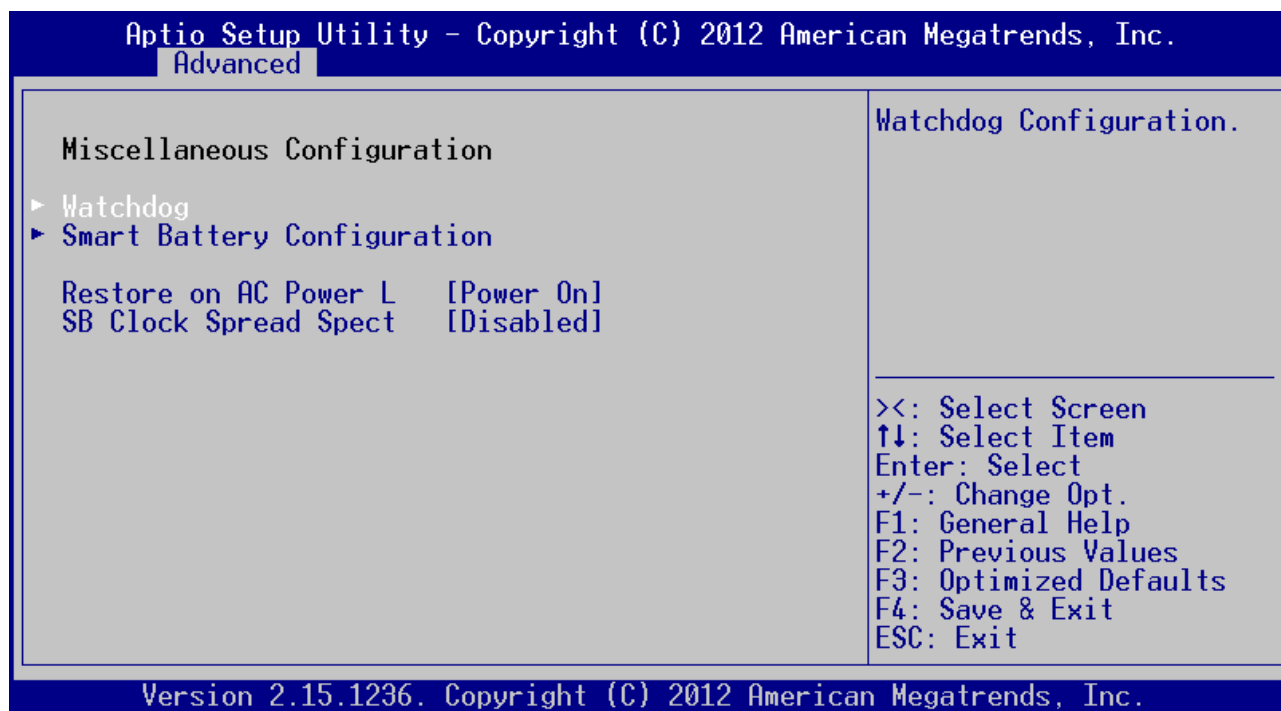 Aptio Setup Utility - Copyright (C) 2012 American Megatrends, Inc.
Advanced
Miscellaneous Configuration
► Watchdog
► Smart Battery Configuration
Restore on AC Power L [Power On]
SB Clock Spread Spect [Disabled]
Watchdog Configuration.
><: Select Screen
↑↓: Select Item
Enter: Select
+/-: Change Opt.
F1: General Help
F2: Previous Values
F3: Optimized Defaults
F4: Save & Exit
ESC: Exit
Version 2.15.1236. Copyright (C) 2012 American Megatrends, Inc.